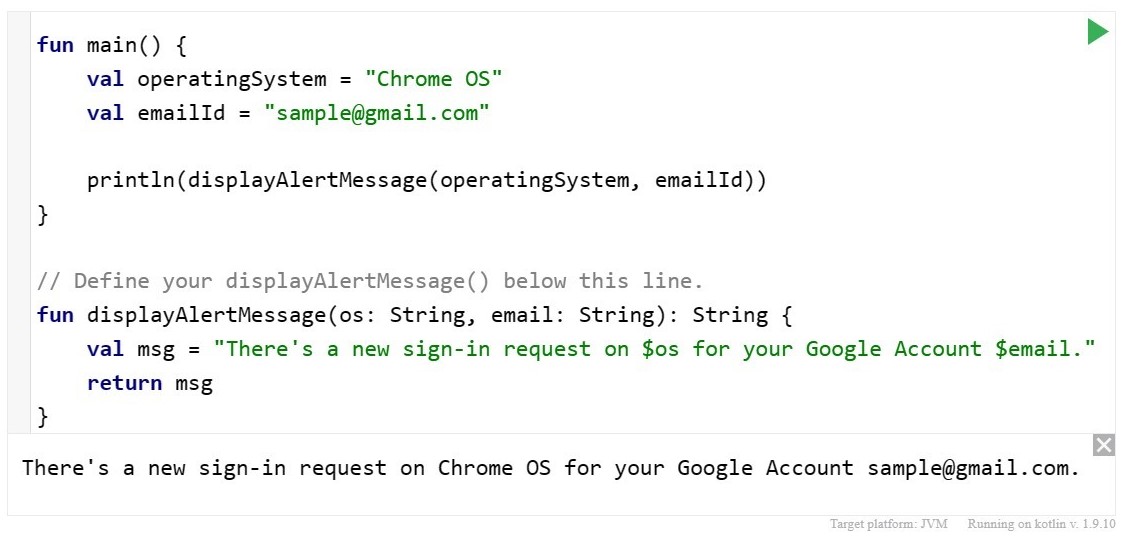 fun main() {
    val operatingSystem = "Chrome OS"
    val emailId = "sample@gmail.com"

    println(displayAlertMessage(operatingSystem, emailId))
}

// Define your displayAlertMessage() below this line.
fun displayAlertMessage(os: String, email: String): String {
    val msg = "There's a new sign-in request on $os for your Google Account $email."
    return msg
}
There's a new sign-in request on Chrome OS for your Google Account sample@gmail.com.
Target platform: JVM Running on kotlin v. 1.9.10